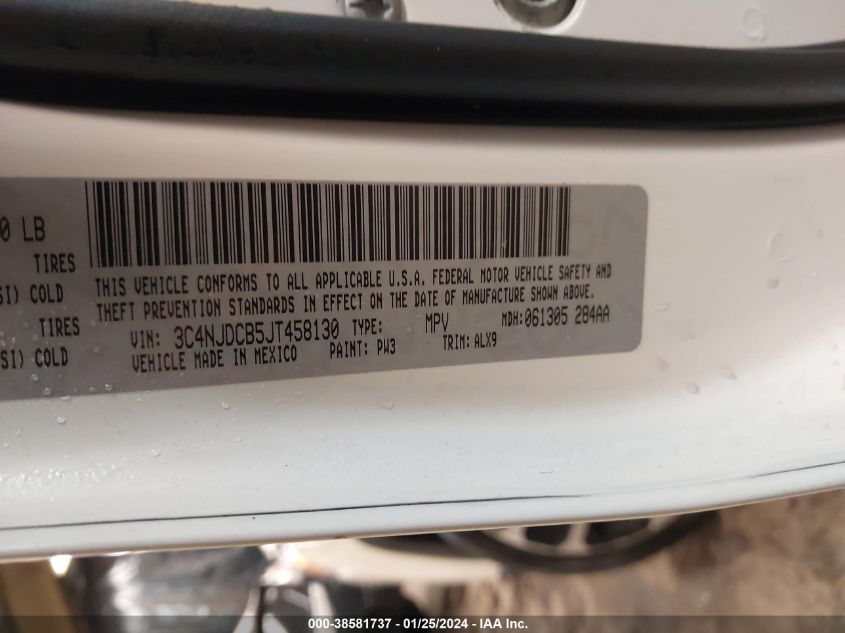 0 LB
TIRES
SI) COLD
TIRES
SI) COLD
THIS VEHICLE CONFORMS TO ALL APPLICABLE U.S.A. FEDERAL MOTOR VEHICLE SAFETY AND
THEFT PREVENTION STANDARDS IN EFFECT ON THE DATE OF MANUFACTURE SHOWN ABOVE.
VIN: 3C4NJDCB5JT458130 TYPE: MPV MDH:061305 284AA
VEHICLE MADE IN MEXICO PAINT: PW3 TRIM: ALX9
000-38581737 - 01/25/2024 - IAA Inc.